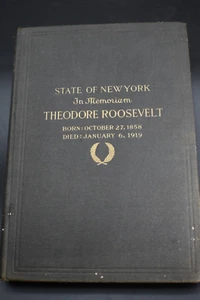 STATE OF NEW YORK
In Memoriam
THEODORE ROOSEVELT
BORN: OCTOBER 27, 1858
DIED: JANUARY 6, 1919